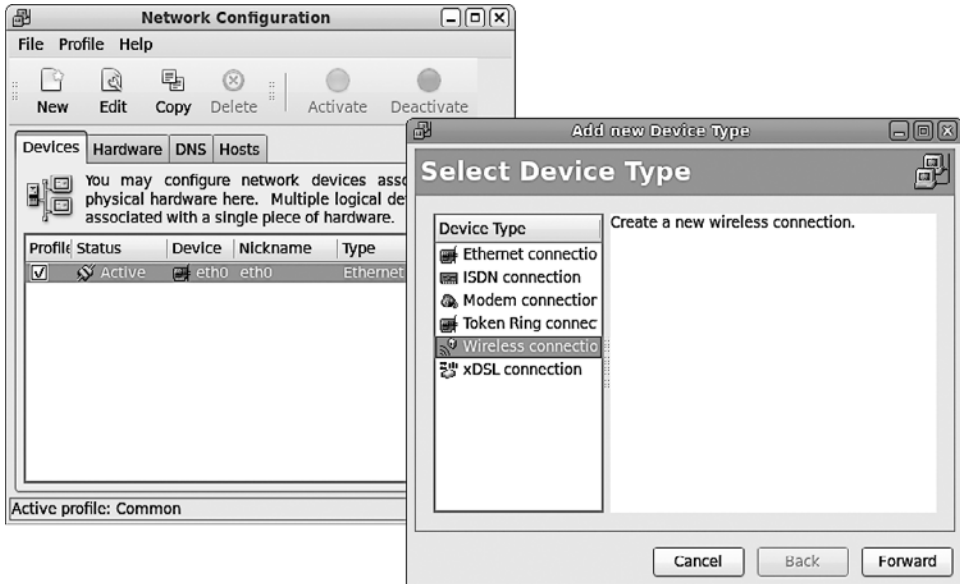 Network Configuration
File Profile Help
New Edit Copy Delete Activate Deactivate
Devices Hardware DNS Hosts
You may configure network devices asso
physical hardware here. Multiple logical de
associated with a single piece of hardware.
Profile Status Device Nickname Type
Active eth0 eth0 Ethernet
Active profile: Common
Add new Device Type
Select Device Type
Device Type
Ethernet connectio
ISDN connection
Modem connection
Token Ring connec
Wireless connectio
xDSL connection
Create a new wireless connection.
Cancel Back Forward